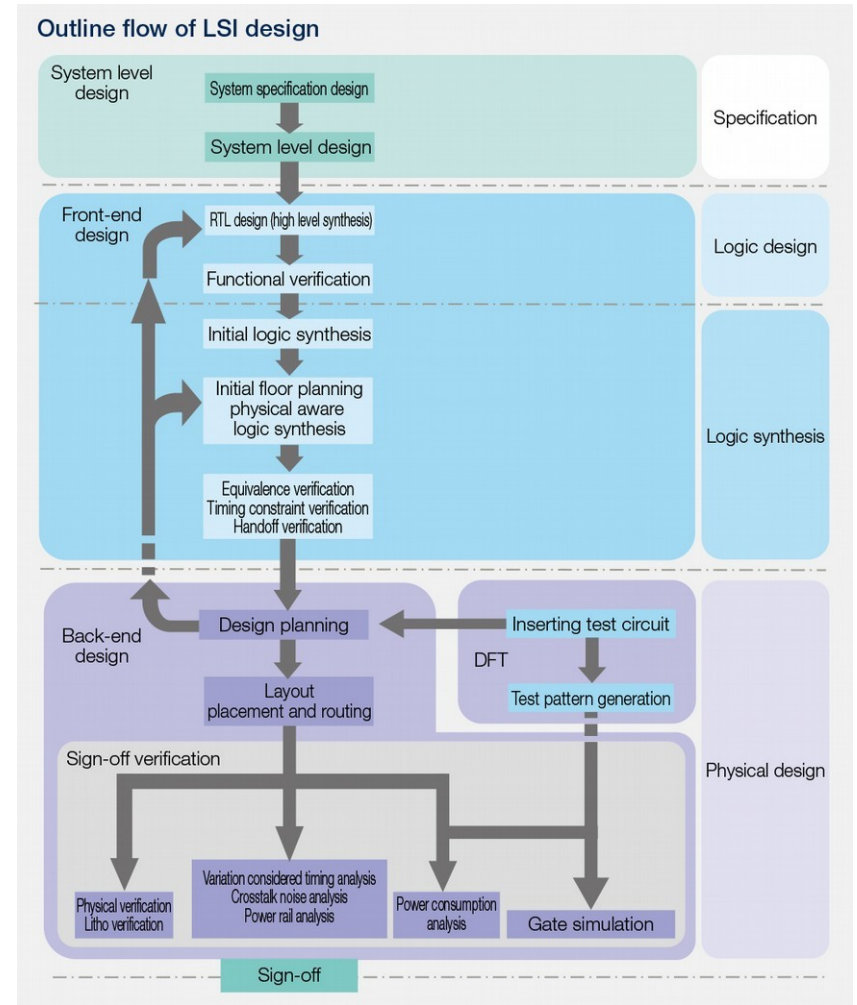 Outline flow of LSI design
System level
design
System specification design
System level design
Specification
Front-end
design
RTL design (high level synthesis)
Functional verification
Logic design
Initial logic synthesis
Initial floor planning
physical aware
logic synthesis
Equivalence verification
Timing constraint verification
Handoff verification
Logic synthesis
Back-end
design
Design planning
Layout
placement and routing
Inserting test circuit
DFT
Test pattern generation
Physical design
Sign-off verification
Physical verification
Litho verification
Variation considered timing analysis
Crosstalk noise analysis
Power rail analysis
Power consumption
analysis
Gate simulation
Sign-off